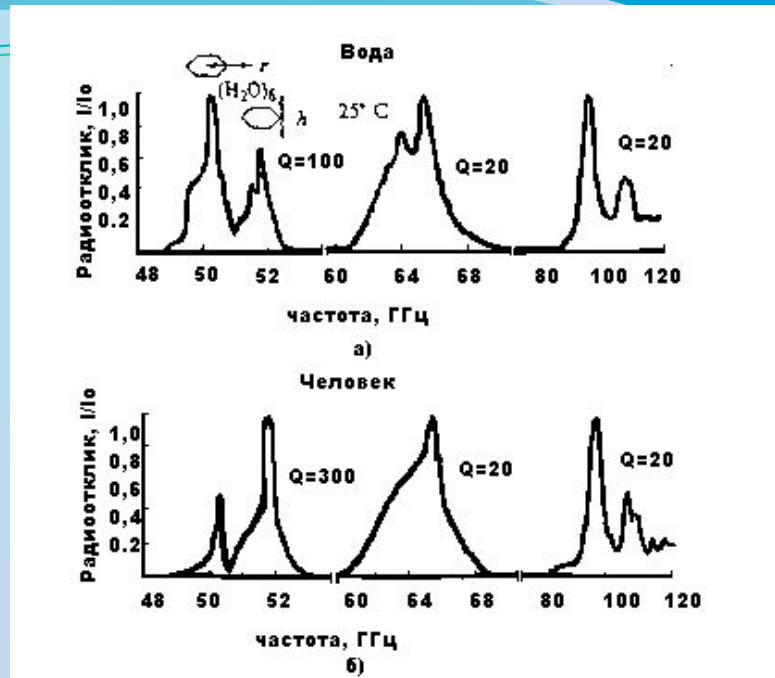 Вода
r
(H₂O)₆
h
25° C
Q=100
Q=20
Q=20
Радиоотклик, I/Io
1,0
0,8
0,6
0,4
0.2
48 50 52 60 64 68 80 100 120
частота, ГГц
а)
Человек
Q=300
Q=20
Q=20
Радиоотклик, I/Io
1,0
0,8
0,6
0,4
0.2
48 50 52 60 64 68 80 100 120
частота, ГГц
б)